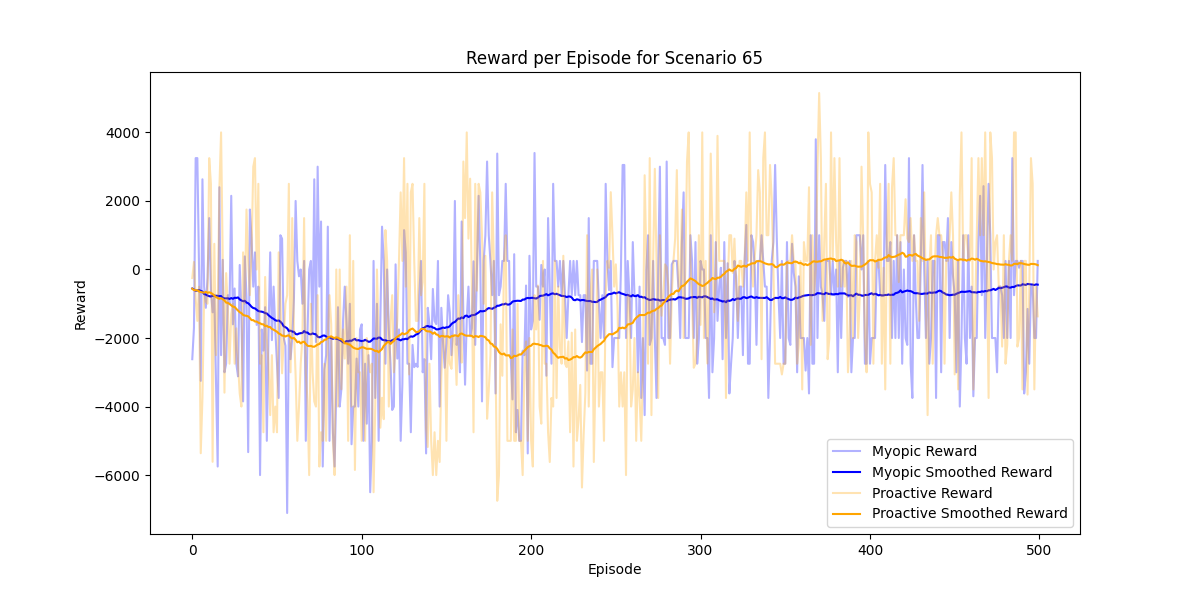 Reward per Episode for Scenario 65
Reward
4000
2000
0
−2000
−4000
−6000
0 100 200 300 400 500
Episode
Myopic Reward
Myopic Smoothed Reward
Proactive Reward
Proactive Smoothed Reward